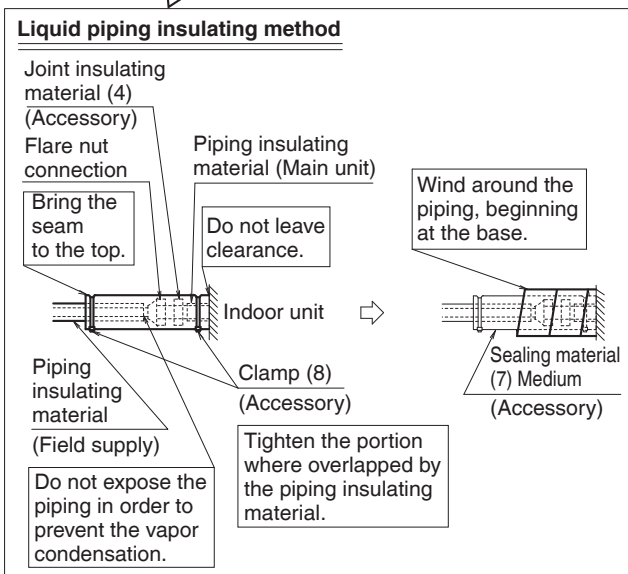 Liquid piping insulating method
Joint insulating
material (4)
(Accessory)
Flare nut
connection
Bring the
seam
to the top.
Piping insulating
material (Main unit)
Do not leave
clearance.
Indoor unit
Piping
insulating
material
(Field supply)
Clamp (8)
(Accessory)
Do not expose the
piping in order to
prevent the vapor
condensation.
Tighten the portion
where overlapped by
the piping insulating
material.
Wind around the
piping, beginning
at the base.
Sealing material
(7) Medium
(Accessory)